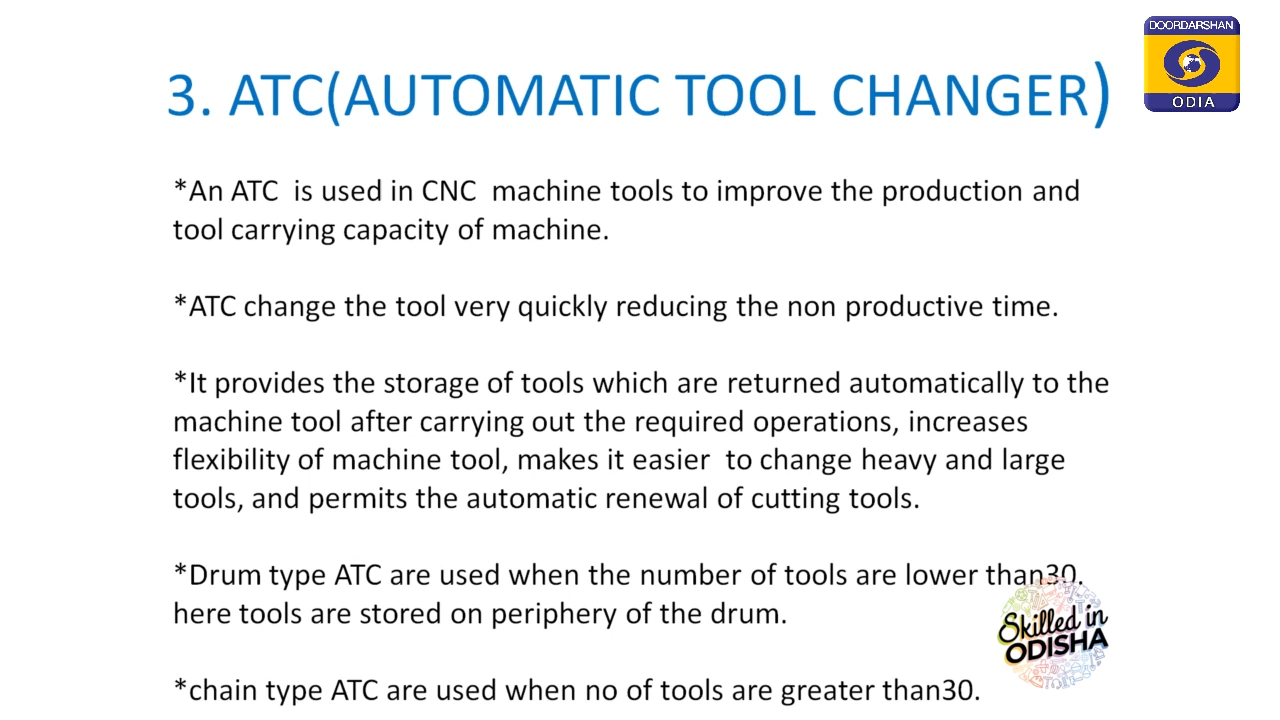 DOORDARSHAN
ODIA
3. ATC(AUTOMATIC TOOL CHANGER)
*An ATC  is used in CNC  machine tools to improve the production and
tool carrying capacity of machine.
*ATC change the tool very quickly reducing the non productive time.
*It provides the storage of tools which are returned automatically to the
machine tool after carrying out the required operations, increases
flexibility of machine tool, makes it easier  to change heavy and large
tools, and permits the automatic renewal of cutting tools.
*Drum type ATC are used when the number of tools are lower than30.
here tools are stored on periphery of the drum.
Skilled in
ODISHA
*chain type ATC are used when no of tools are greater than30.